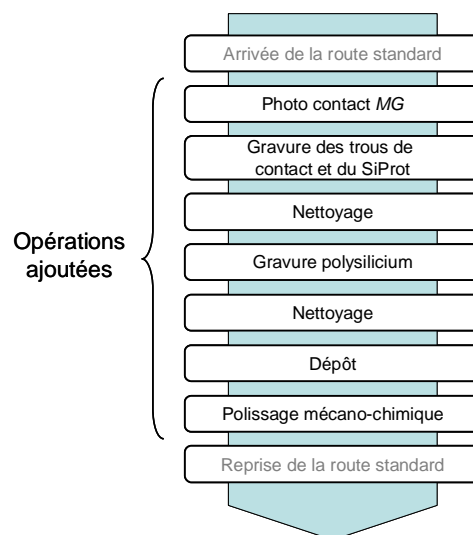 Arrivée de la route standard
Photo contact MG
Gravure des trous de
contact et du SiProt
Nettoyage
Opérations
ajoutées
Gravure polysilicium
Nettoyage
Dépôt
Polissage mécano-chimique
Reprise de la route standard